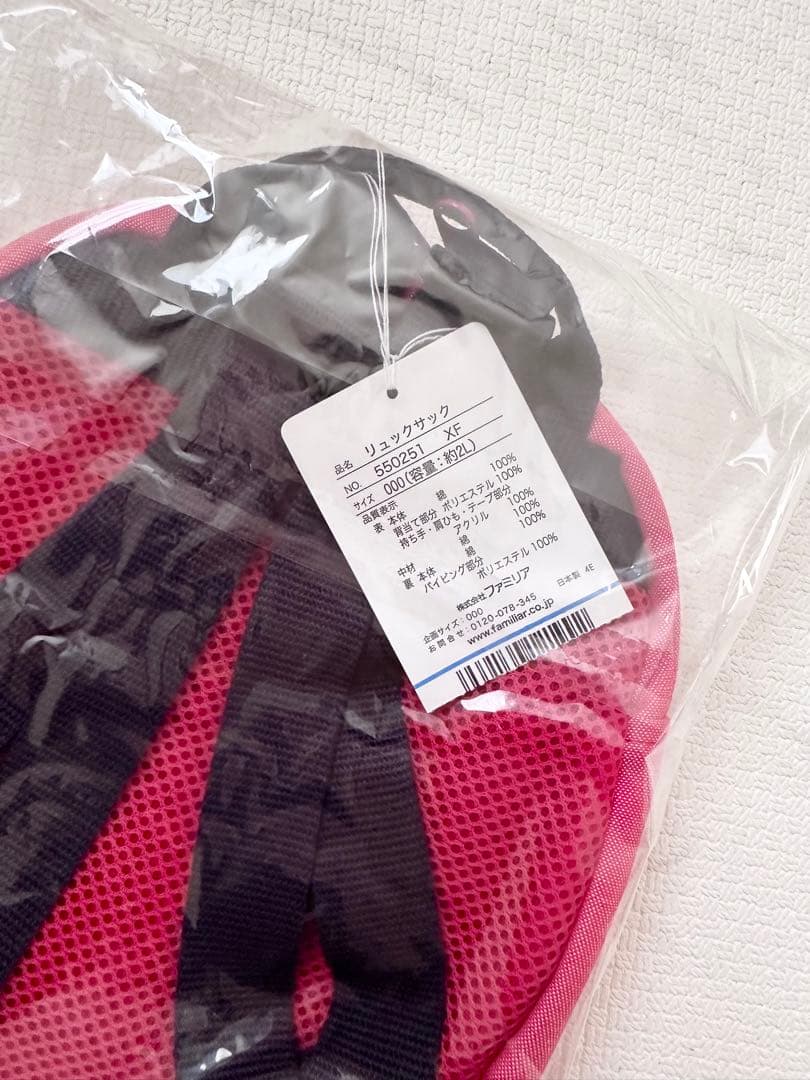 品名 リュックサック
NO. 550251 XF
サイズ 000(容量:約2L)
品質表示
表 本体 綿 100%
背当て部分 ポリエステル 100%
持ち手・肩ひも・テープ部分
アクリル 100%
中材 綿 100%
裏 本体 綿 100%
パイピング部分
ポリエステル 100%
株式会社 ファミリア
企画サイズ:000 日本製 4E
お問合せ:0120-078-345
www.familiar.co.jp